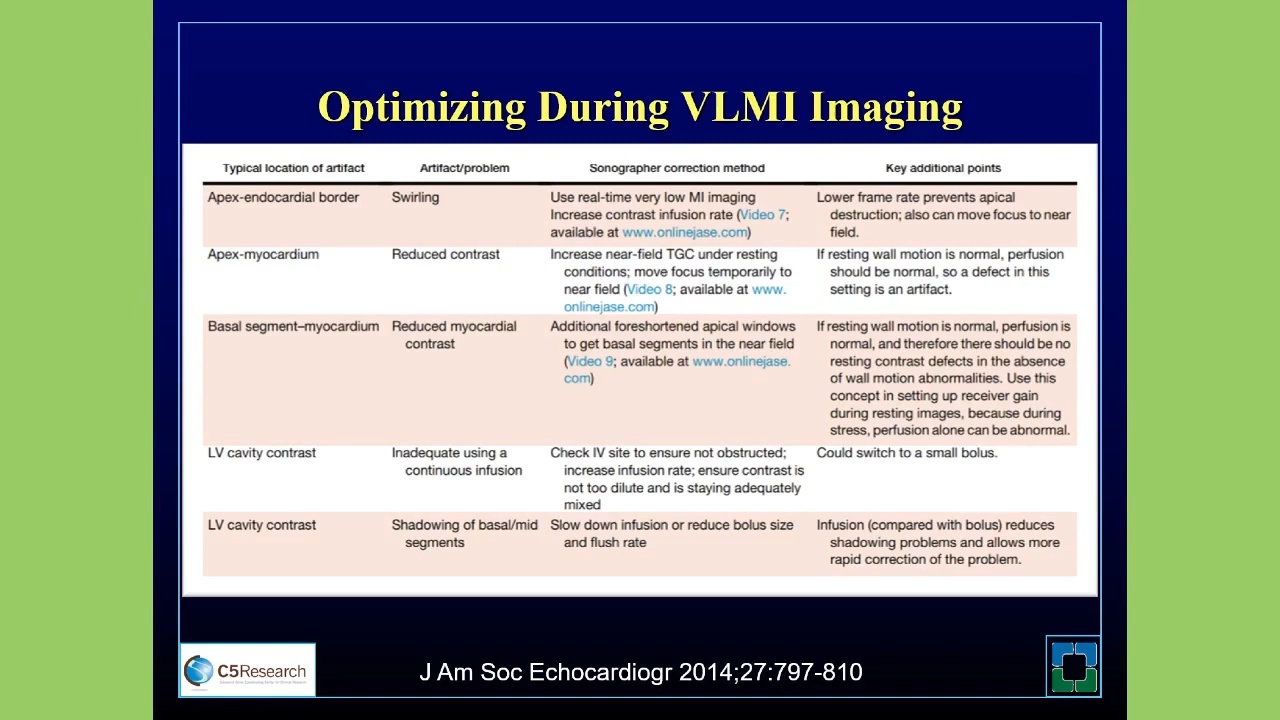 Optimizing During VLMI Imaging
Typical location of artifact Artifact/problem Sonographer correction method Key additional points
Apex-endocardial border Swirling Use real-time very low MI imaging Lower frame rate prevents apical
Increase contrast infusion rate (Video 7; destruction; also can move focus to near
available at www.onlinejase.com) field.
Apex-myocardium Reduced contrast Increase near-field TGC under resting If resting wall motion is normal, perfusion
conditions; move focus temporarily to should be normal, so a defect in this
near field (Video 8; available at www. setting is an artifact.
onlinejase.com)
Basal segment–myocardium Reduced myocardial Additional foreshortened apical windows If resting wall motion is normal, perfusion is
contrast to get basal segments in the near field normal, and therefore there should be no
(Video 9; available at www.onlinejase. resting contrast defects in the absence
com) of wall motion abnormalities. Use this
concept in setting up receiver gain
during resting images, because during
stress, perfusion alone can be abnormal.
LV cavity contrast Inadequate using a Check IV site to ensure not obstructed; Could switch to a small bolus.
continuous infusion increase infusion rate; ensure contrast is
not too dilute and is staying adequately
mixed
LV cavity contrast Shadowing of basal/mid Slow down infusion or reduce bolus size Infusion (compared with bolus) reduces
segments and flush rate shadowing problems and allows more
rapid correction of the problem.
C5Research
J Am Soc Echocardiogr 2014;27:797-810